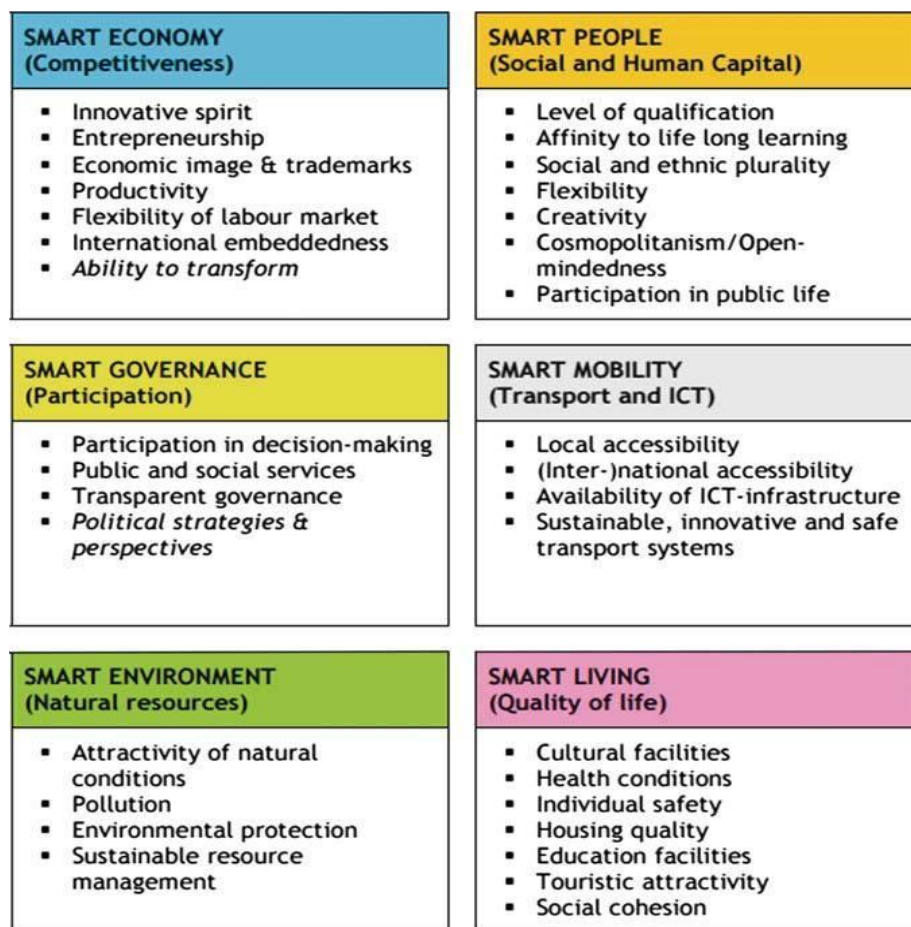 SMART ECONOMY
(Competitiveness)
▪ Innovative spirit
▪ Entrepreneurship
▪ Economic image & trademarks
▪ Productivity
▪ Flexibility of labour market
▪ International embeddedness
▪ Ability to transform
SMART PEOPLE
(Social and Human Capital)
▪ Level of qualification
▪ Affinity to life long learning
▪ Social and ethnic plurality
▪ Flexibility
▪ Creativity
▪ Cosmopolitanism/Open-
mindedness
▪ Participation in public life
SMART GOVERNANCE
(Participation)
▪ Participation in decision-making
▪ Public and social services
▪ Transparent governance
▪ Political strategies &
perspectives
SMART MOBILITY
(Transport and ICT)
▪ Local accessibility
▪ (Inter-)national accessibility
▪ Availability of ICT-infrastructure
▪ Sustainable, innovative and safe
transport systems
SMART ENVIRONMENT
(Natural resources)
▪ Attractivity of natural
conditions
▪ Pollution
▪ Environmental protection
▪ Sustainable resource
management
SMART LIVING
(Quality of life)
▪ Cultural facilities
▪ Health conditions
▪ Individual safety
▪ Housing quality
▪ Education facilities
▪ Touristic attractivity
▪ Social cohesion